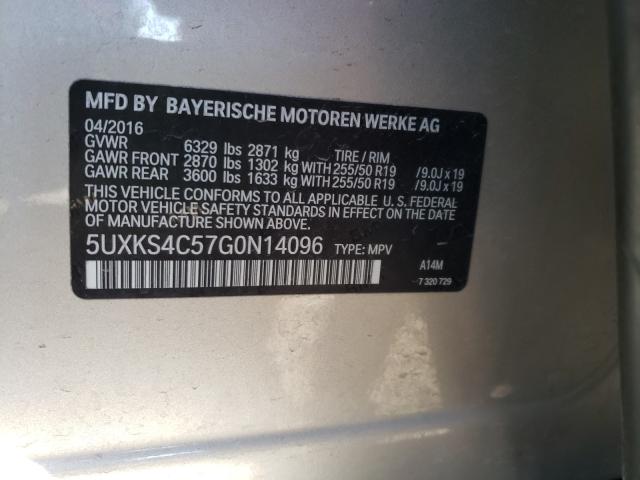 MFD BY BAYERISCHE MOTOREN WERKE AG
04/2016
GVWR 6329 lbs 2871 kg TIRE / RIM
GAWR FRONT 2870 lbs 1302 kg WITH 255/50 R19 /9.0J x 19
GAWR REAR 3600 lbs 1633 kg WITH 255/50 R19 /9.0J x 19
THIS VEHICLE CONFORMS TO ALL APPLICABLE U. S. FEDERAL
MOTOR VEHICLE SAFETY STANDARDS IN EFFECT ON THE DATE
OF MANUFACTURE SHOWN ABOVE.
5UXKS4C57G0N14096 TYPE: MPV
A14M
7 320 729